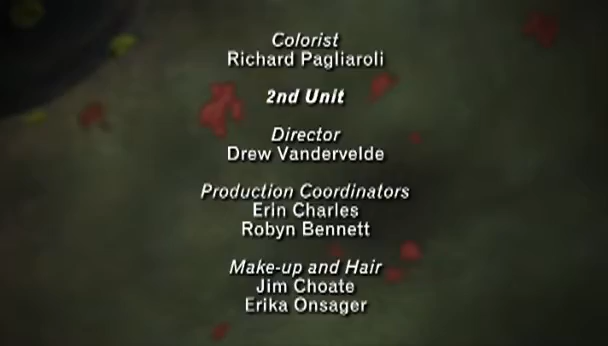 Colorist
Richard Pagliaroli
2nd Unit
Director
Drew Vandervelde
Production Coordinators
Erin Charles
Robyn Bennett
Make-up and Hair
Jim Choate
Erika Onsager